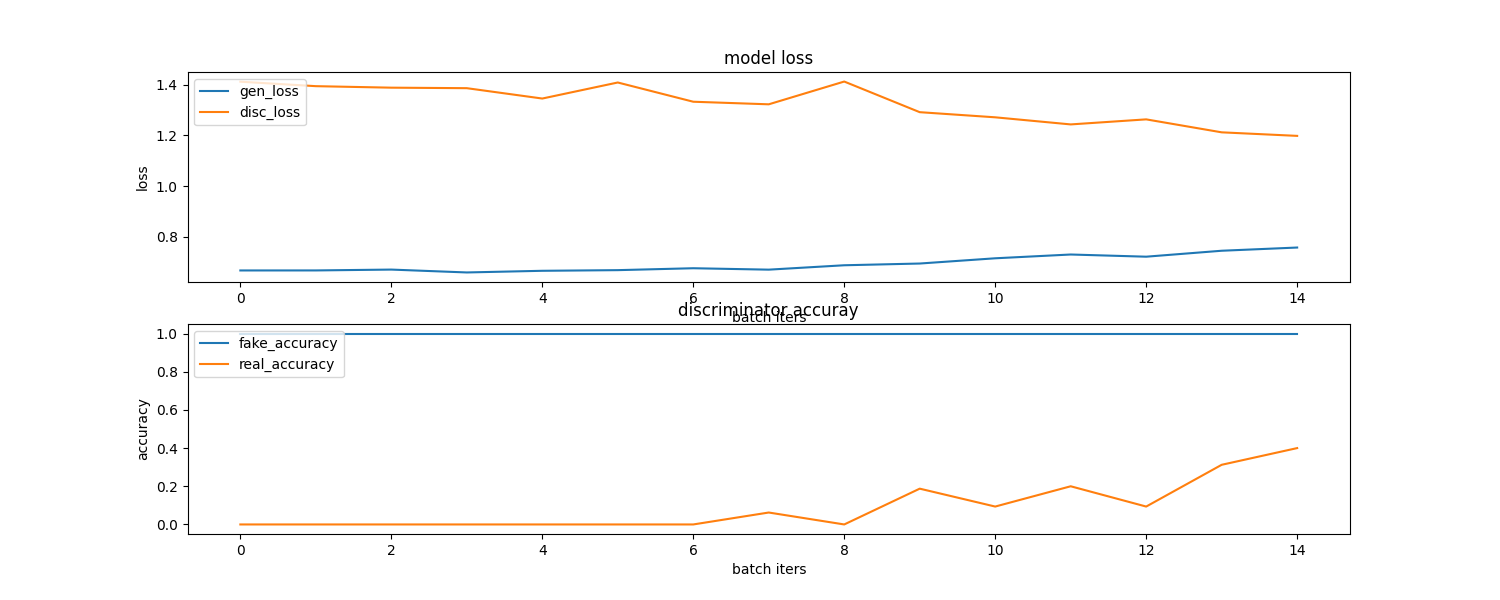 model loss
1.4
1.2
1.0
0.8
loss
gen_loss
disc_loss
0 2 4 6 8 10 12 14
batch iters
discriminator accuray
1.0
0.8
0.6
0.4
0.2
0.0
accuracy
fake_accuracy
real_accuracy
0 2 4 6 8 10 12 14
batch iters